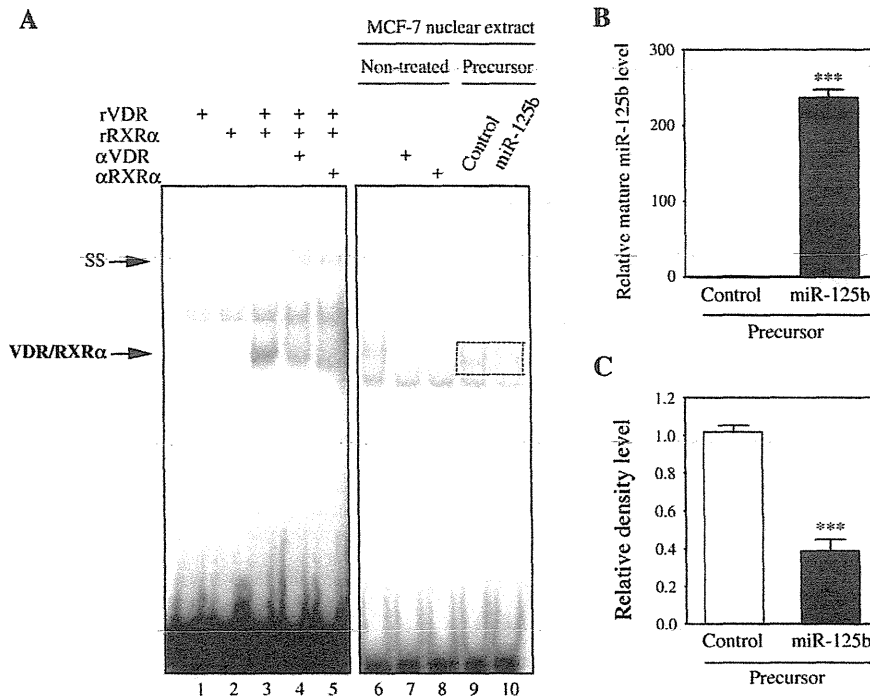 A
MCF-7 nuclear extract
Non-treated Precursor
rVDR + + + +
rRXRα + + + +
αVDR + +
αRXRα + +
Control
miR-125b
SS
VDR/RXRα
1 2 3 4 5 6 7 8 9 10
B
Relative mature miR-125b level
300
200
100
0
***
Control miR-125b
Precursor
C
Relative density level
1.2
1.0
0.8
0.6
0.4
0.2
0.0
***
Control miR-125b
Precursor